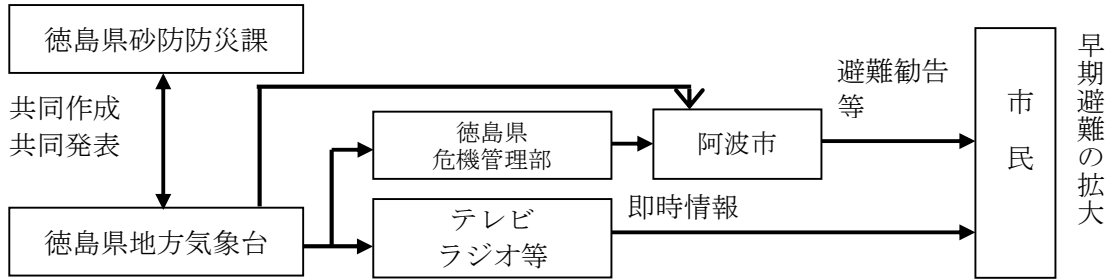 徳島県砂防防災課
共同作成
共同発表
徳島県地方気象台
徳島県
危機管理部
テレビ
ラジオ等
阿波市
即時情報
避難勧告
等
市民
早期避難の拡大